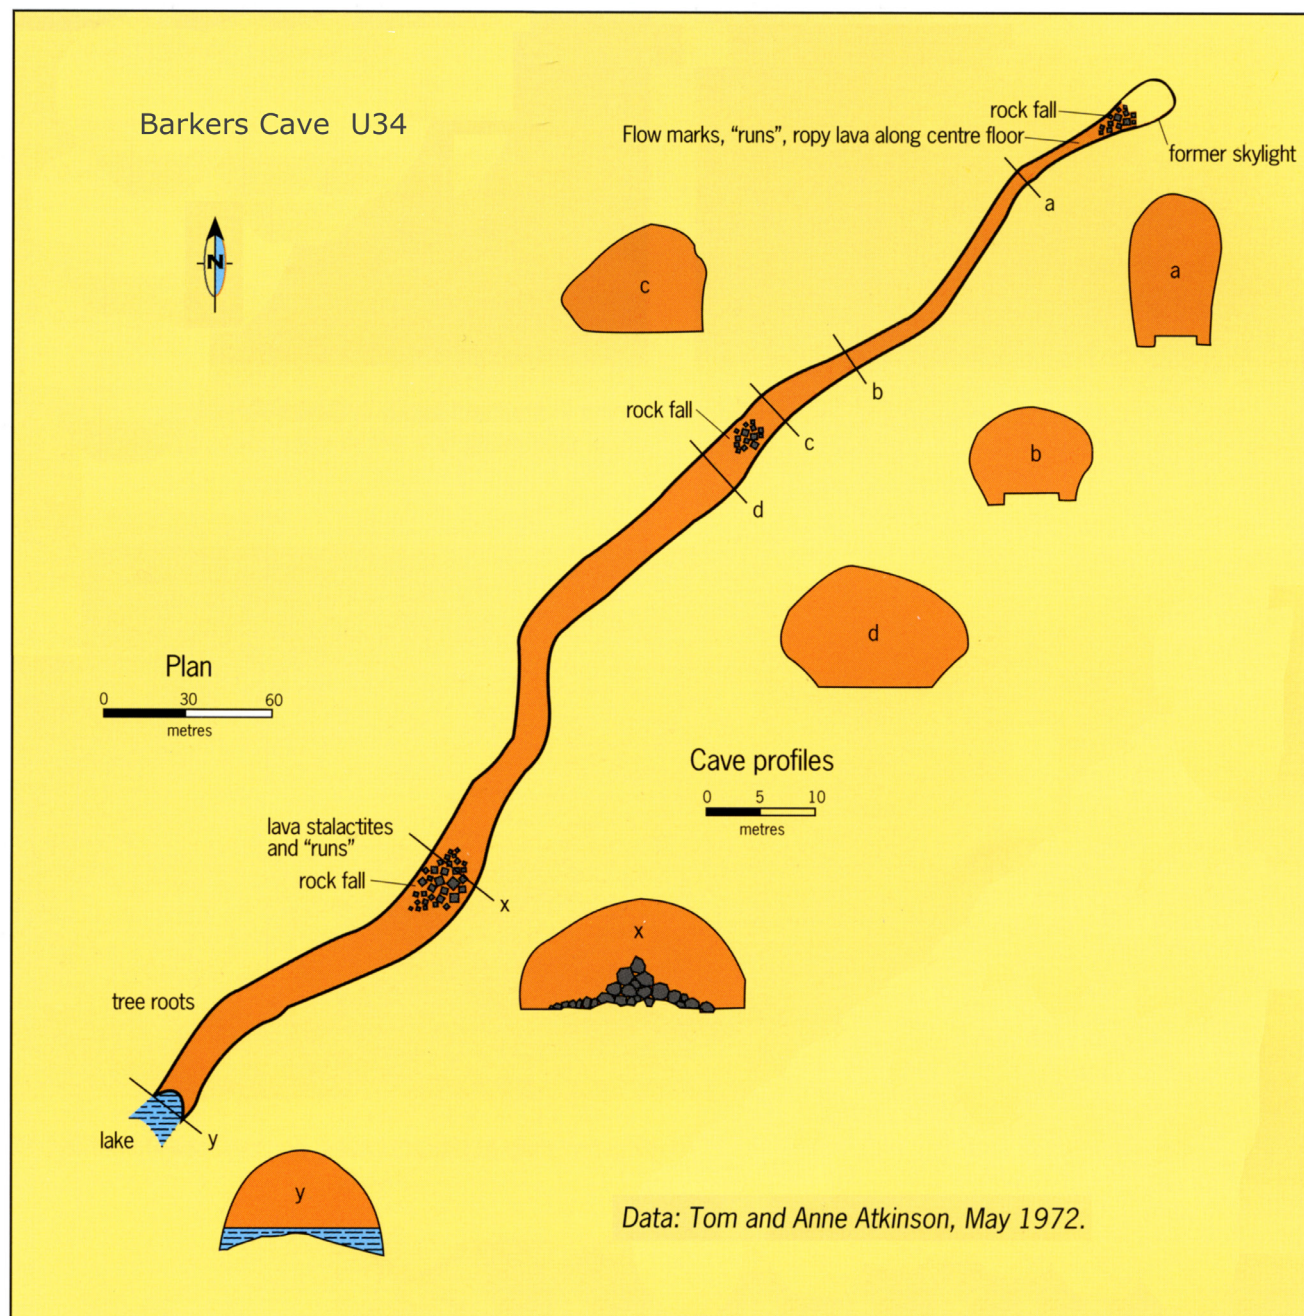 Barkers Cave U34
rock fall
Flow marks, “runs”, ropy lava along centre floor
former skylight
a
N
c
a
b
rock fall
c
b
d
d
Plan
0 30 60
metres
Cave profiles
0 5 10
metres
lava stalactites
and “runs”
rock fall
x
x
tree roots
lake
y
y
Data: Tom and Anne Atkinson, May 1972.